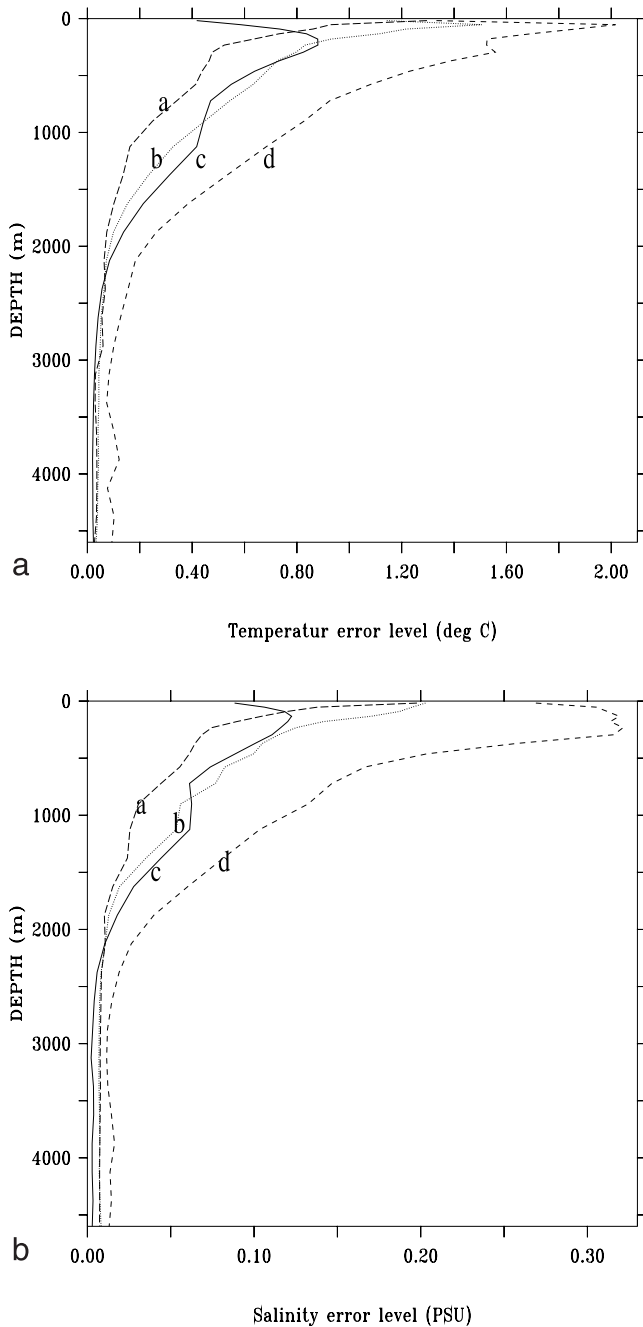 0
1000
2000
3000
4000
DEPTH (m)
a
b
c
d
a
0.00 0.40 0.80 1.20 1.60 2.00
Temperatur error level (deg C)
0
1000
2000
3000
4000
DEPTH (m)
a
b
c
d
b
0.00 0.10 0.20 0.30
Salinity error level (PSU)